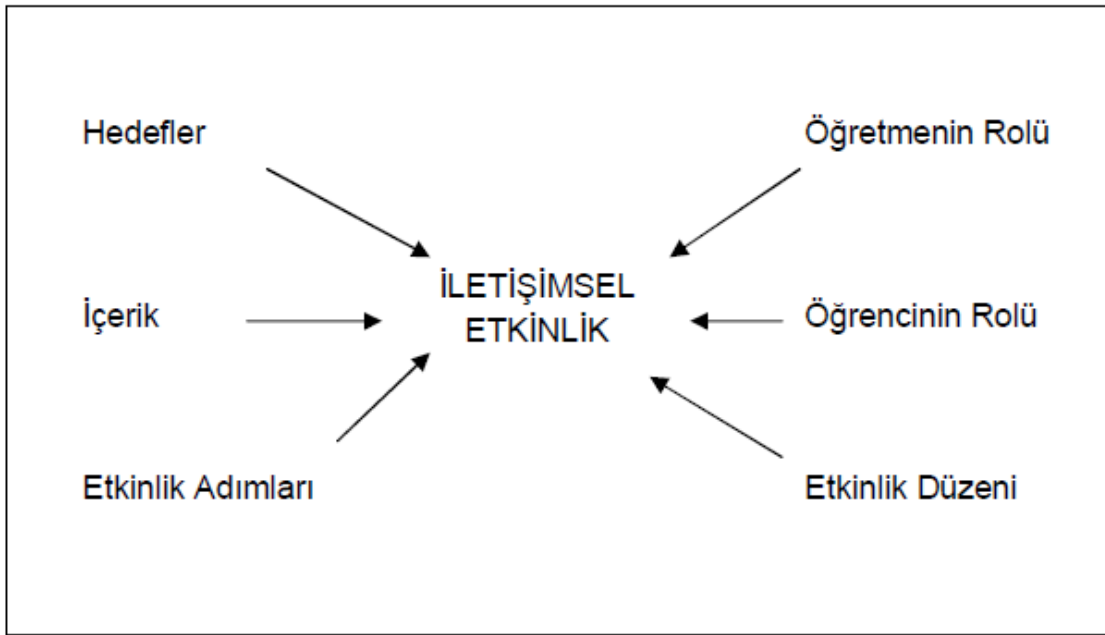 Hedefler
Öğretmenin Rolü
İLETİŞİMSEL
ETKİNLİK
İçerik
Öğrencinin Rolü
Etkinlik Adımları
Etkinlik Düzeni